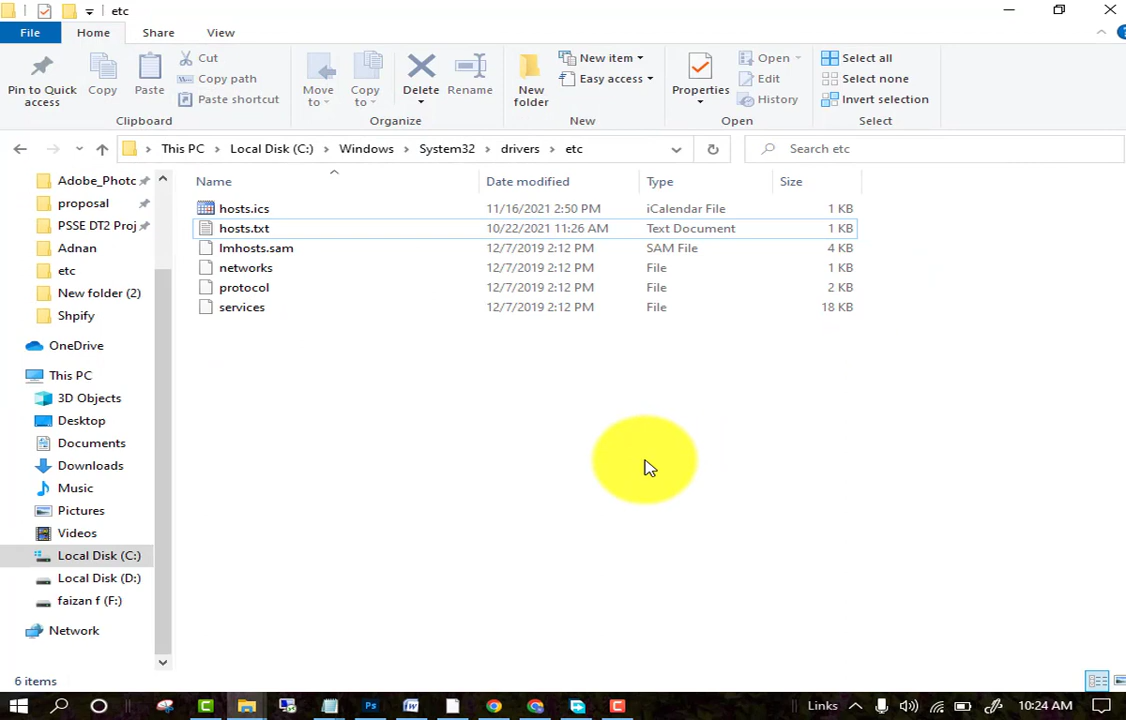 etc
File Home Share View
Pin to Quick access
Copy
Paste
Cut
Copy path
Paste shortcut
Clipboard
Move to
Copy to
Delete
Rename
Organize
New folder
New item
Easy access
New
Properties
Open
Edit
History
Open
Select all
Select none
Invert selection
Select
This PC Local Disk (C:) Windows System32 drivers etc
Search etc
Name Date modified Type Size
hosts.ics 11/16/2021 2:50 PM iCalendar File 1 KB
hosts.txt 10/22/2021 11:26 AM Text Document 1 KB
lmhosts.sam 12/7/2019 2:12 PM SAM File 4 KB
networks 12/7/2019 2:12 PM File 1 KB
protocol 12/7/2019 2:12 PM File 2 KB
services 12/7/2019 2:12 PM File 18 KB
Adobe_Photc
proposal
PSSE DT2 Proj
Adnan
etc
New folder (2)
Shpify
OneDrive
This PC
3D Objects
Desktop
Documents
Downloads
Music
Pictures
Videos
Local Disk (C:)
Local Disk (D:)
faizan f (F:)
Network
6 items
Links 10:24 AM